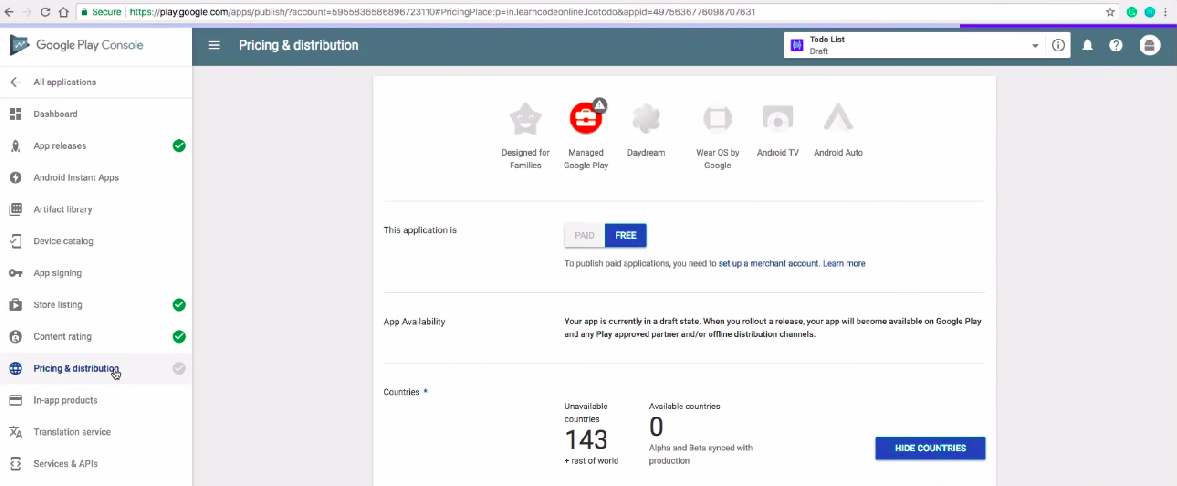 Secure
https://play.google.com/apps/publish/?account=5955836586896723110#PricingPlace:p=in.learncodeonline.lcotodo&appid=4975636776098707631
Google Play Console
Pricing & distribution
Todo List
Draft
All applications
Dashboard
App releases
Android Instant Apps
Artifact library
Device catalog
App signing
Store listing
Content rating
Pricing & distribution
In-app products
Translation service
Services & APIs
Designed for
Families
Managed
Google Play
Daydream
Wear OS by
Google
Android TV
Android Auto
This application is
PAID
FREE
To publish paid applications, you need to set up a merchant account. Learn more
App Availability
Your app is currently in a draft state. When you rollout a release, your app will become available on Google Play
and any Play approved partner and/or offline distribution channels.
Countries *
Unavailable
countries
143
+ rest of world
Available countries
0
Alpha and Beta synced with
production
HIDE COUNTRIES